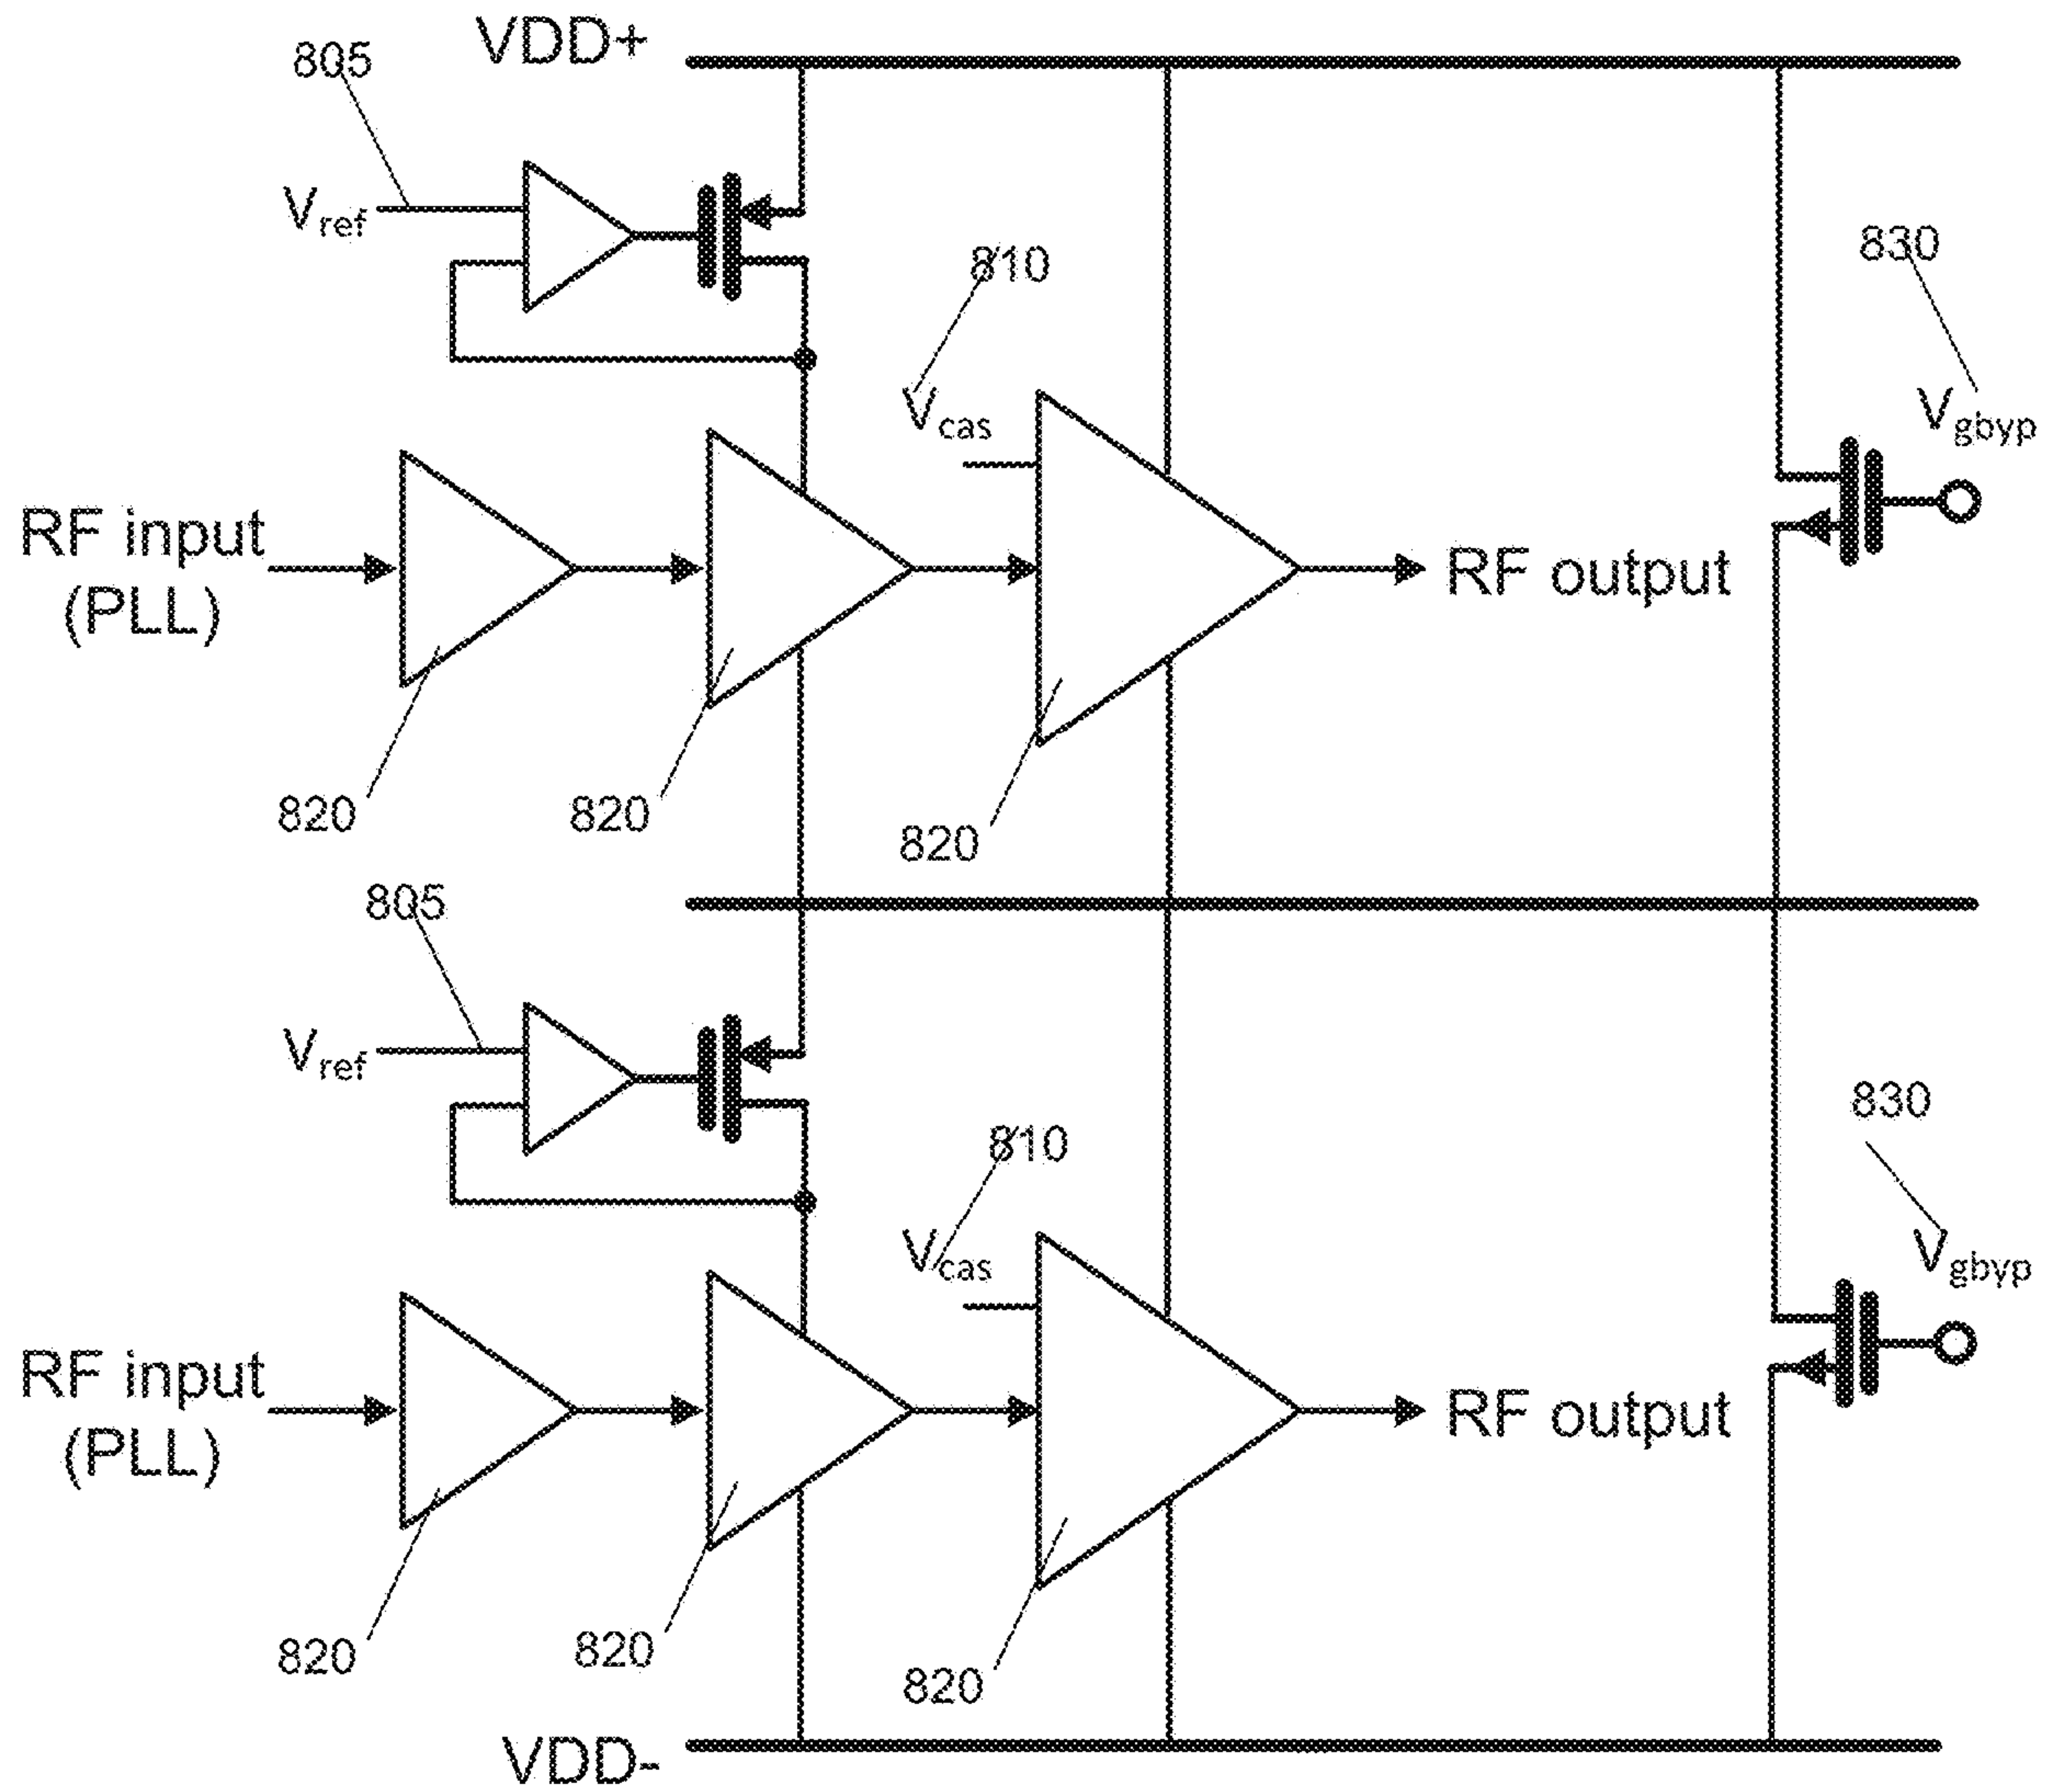 VDD+
805
Vref
810
Vcas
830
Vgbyp
RF input
(PLL)
RF output
820
820
820
805
Vref
810
Vcas
830
Vgbyp
RF input
(PLL)
RF output
820
820
820
VDD-